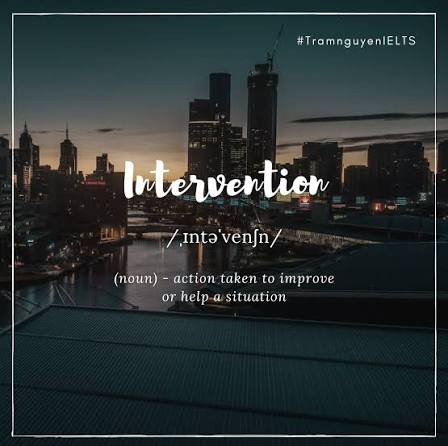 #TramnguyenIELTS
Intervention
/ˌɪntəˈvenʃn/
(noun) - action taken to improve
or help a situation